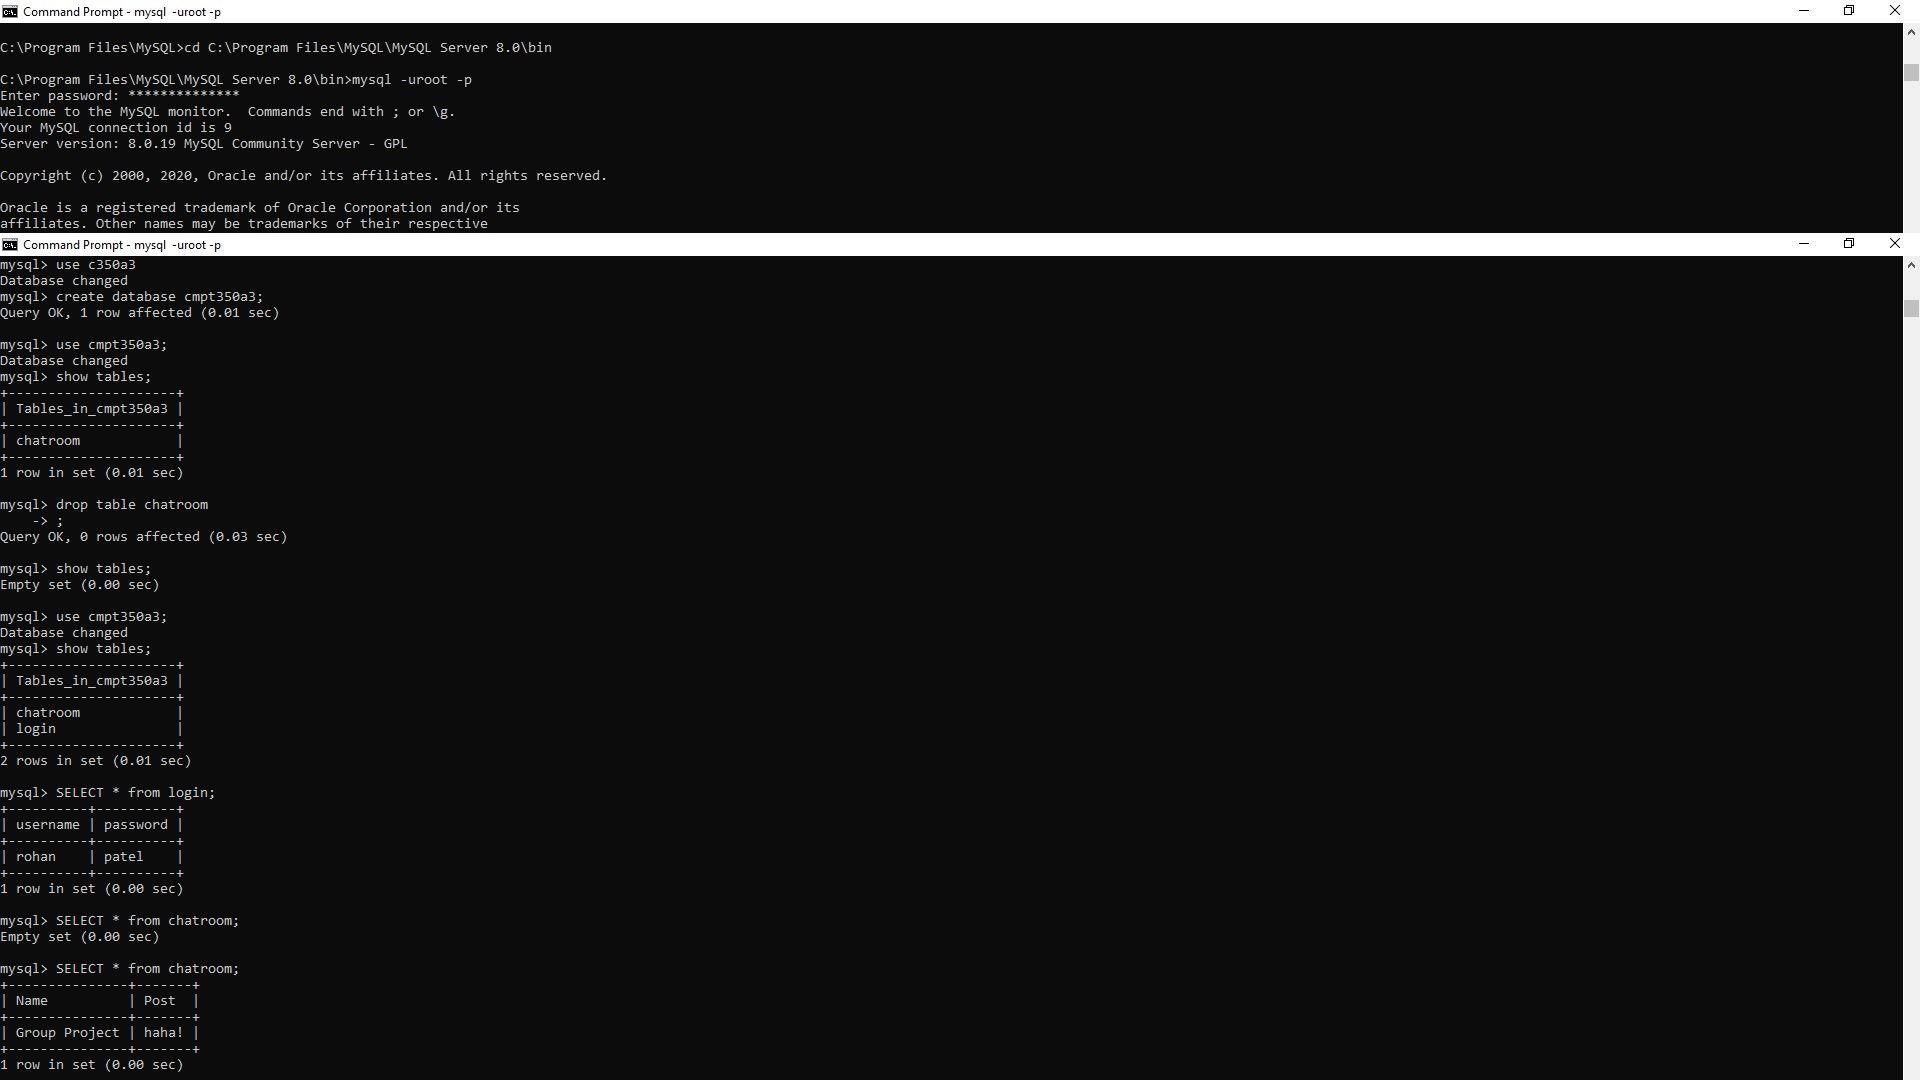 Command Prompt - mysql  -uroot -p
C:\Program Files\MySQL>cd C:\Program Files\MySQL\MySQL Server 8.0\bin
C:\Program Files\MySQL\MySQL Server 8.0\bin>mysql -uroot -p
Enter password: **************
Welcome to the MySQL monitor.  Commands end with ; or \g.
Your MySQL connection id is 9
Server version: 8.0.19 MySQL Community Server - GPL
Copyright (c) 2000, 2020, Oracle and/or its affiliates. All rights reserved.
Oracle is a registered trademark of Oracle Corporation and/or its
affiliates. Other names may be trademarks of their respective
Command Prompt - mysql  -uroot -p
mysql> use c350a3
Database changed
mysql> create database cmpt350a3;
Query OK, 1 row affected (0.01 sec)
mysql> use cmpt350a3;
Database changed
mysql> show tables;
+---------------------+
| Tables_in_cmpt350a3 |
+---------------------+
| chatroom            |
+---------------------+
1 row in set (0.01 sec)
mysql> drop table chatroom
    -> ;
Query OK, 0 rows affected (0.03 sec)
mysql> show tables;
Empty set (0.00 sec)
mysql> use cmpt350a3;
Database changed
mysql> show tables;
+---------------------+
| Tables_in_cmpt350a3 |
+---------------------+
| chatroom            |
| login               |
+---------------------+
2 rows in set (0.01 sec)
mysql> SELECT * from login;
+----------+----------+
| username | password |
+----------+----------+
| rohan    | patel    |
+----------+----------+
1 row in set (0.00 sec)
mysql> SELECT * from chatroom;
Empty set (0.00 sec)
mysql> SELECT * from chatroom;
+---------------+-------+
| Name          | Post  |
+---------------+-------+
| Group Project | haha! |
+---------------+-------+
1 row in set (0.00 sec)